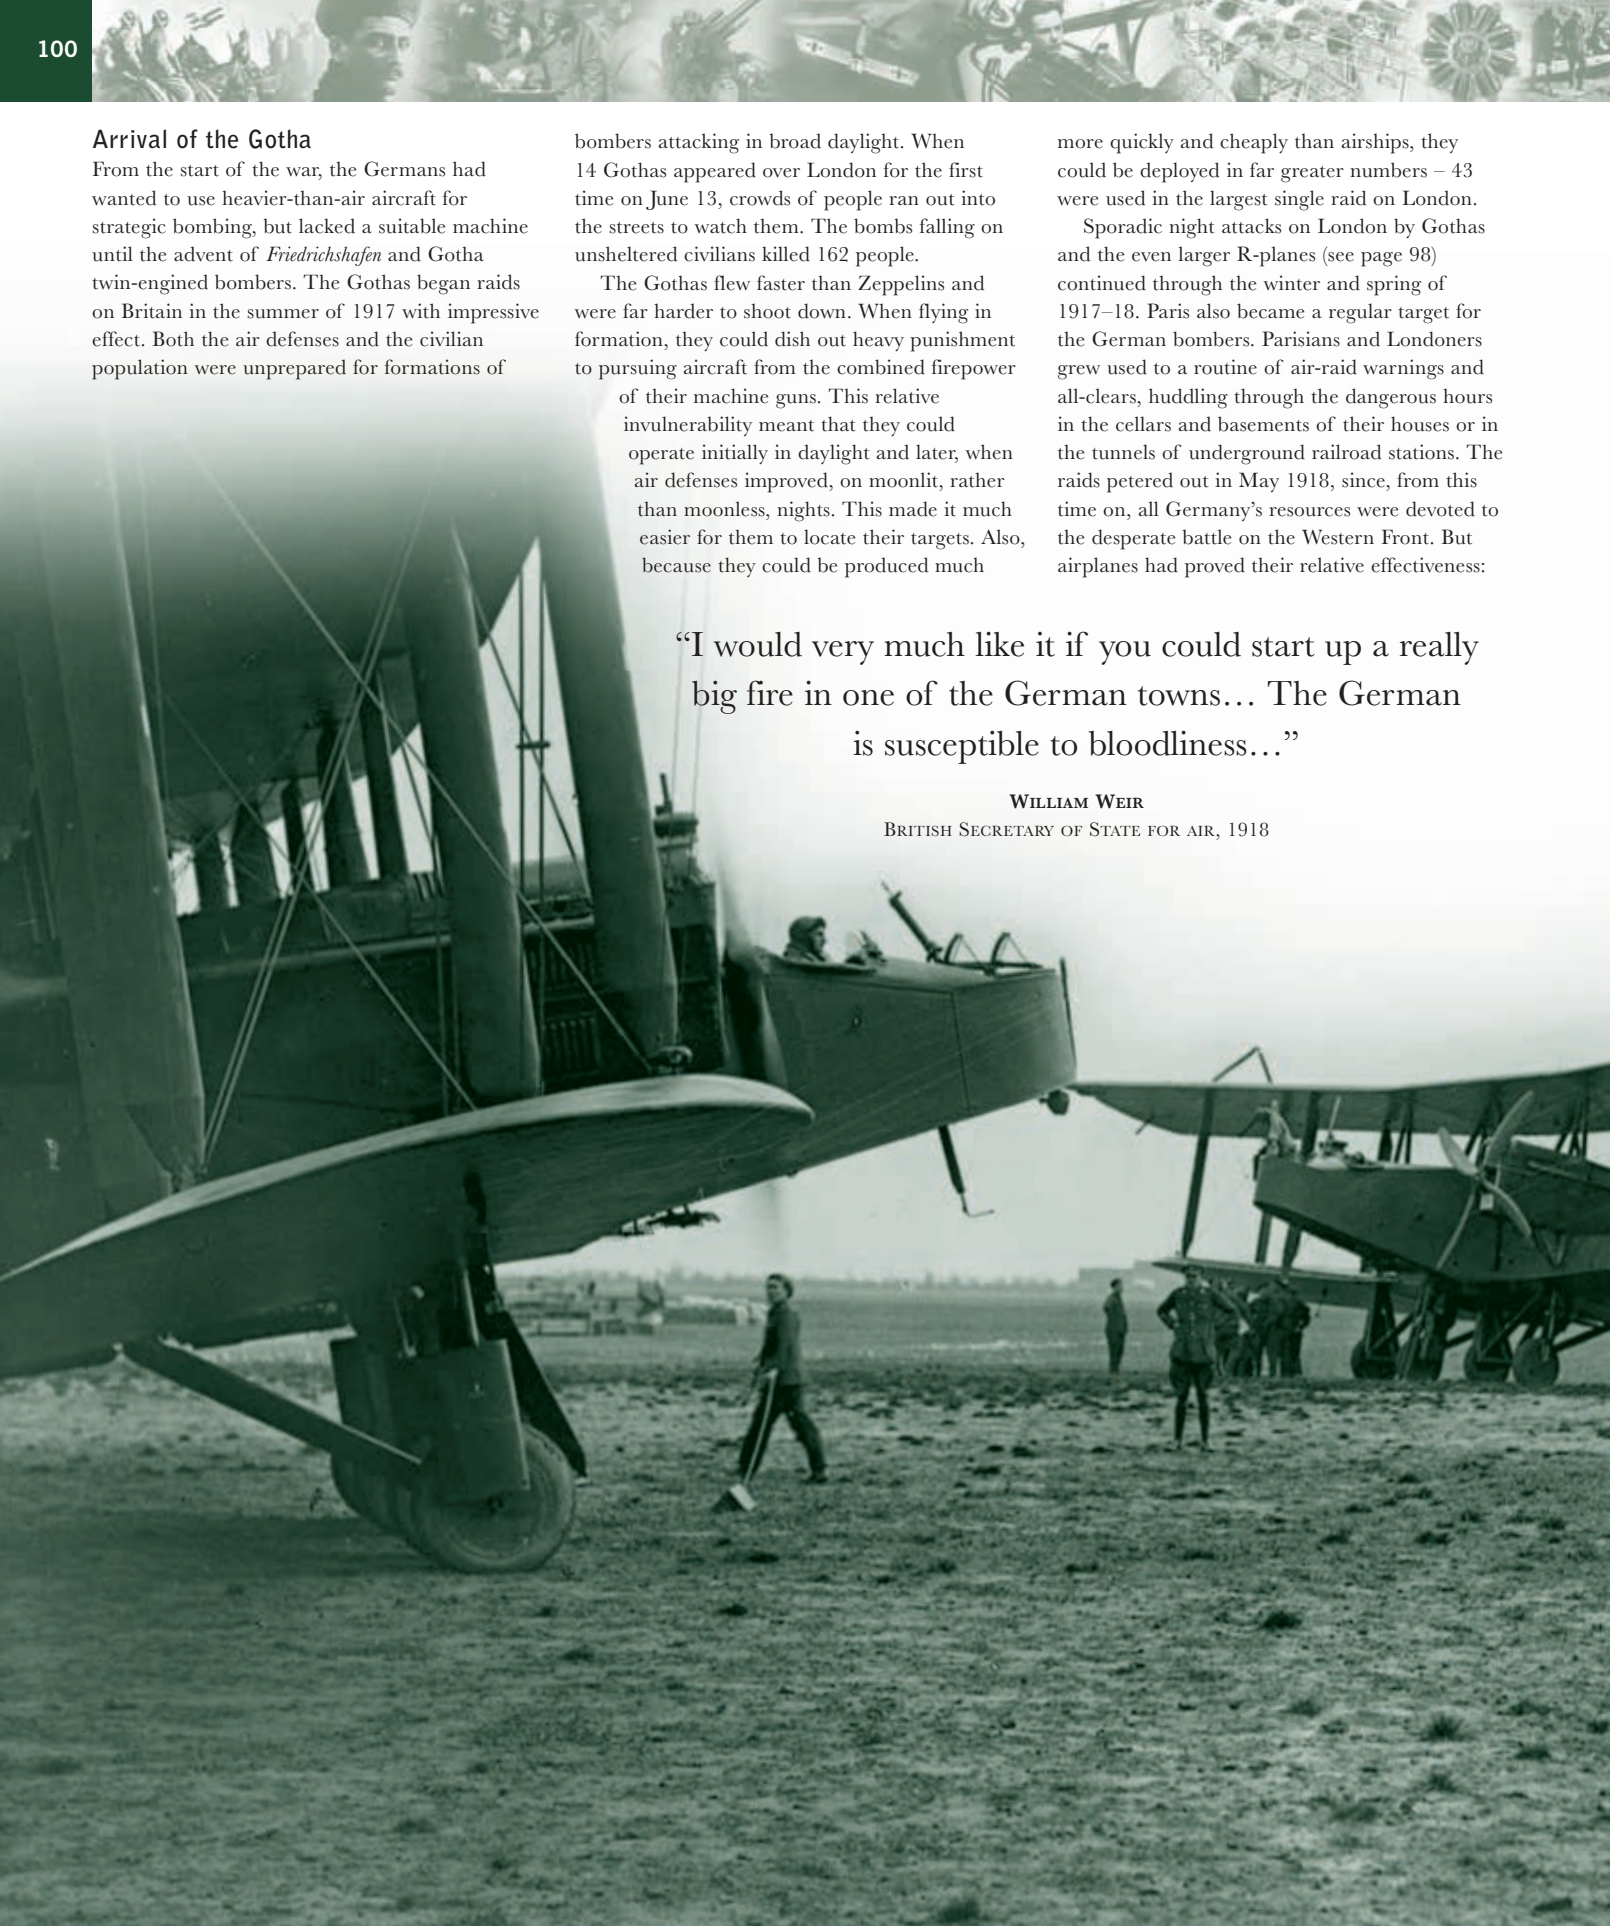 100
Arrival of the Gotha
From the start of the war, the Germans had
wanted to use heavier-than-air aircraft for
strategic bombing, but lacked a suitable machine
until the advent of Friedrichshafen and Gotha
twin-engined bombers. The Gothas began raids
on Britain in the summer of 1917 with impressive
effect. Both the air defenses and the civilian
population were unprepared for formations of
bombers attacking in broad daylight. When
14 Gothas appeared over London for the first
time on June 13, crowds of people ran out into
the streets to watch them. The bombs falling on
unsheltered civilians killed 162 people.
The Gothas flew faster than Zeppelins and
were far harder to shoot down. When flying in
formation, they could dish out heavy punishment
to pursuing aircraft from the combined firepower
of their machine guns. This relative
invulnerability meant that they could
operate initially in daylight and later, when
air defenses improved, on moonlit, rather
than moonless, nights. This made it much
easier for them to locate their targets. Also,
because they could be produced much
more quickly and cheaply than airships, they
could be deployed in far greater numbers – 43
were used in the largest single raid on London.
Sporadic night attacks on London by Gothas
and the even larger R-planes (see page 98)
continued through the winter and spring of
1917–18. Paris also became a regular target for
the German bombers. Parisians and Londoners
grew used to a routine of air-raid warnings and
all-clears, huddling through the dangerous hours
in the cellars and basements of their houses or in
the tunnels of underground railroad stations. The
raids petered out in May 1918, since, from this
time on, all Germany’s resources were devoted to
the desperate battle on the Western Front. But
airplanes had proved their relative effectiveness:
“I would very much like it if you could start up a really
big fire in one of the German towns… The German
is susceptible to bloodliness…”
William Weir
British Secretary of State for air, 1918